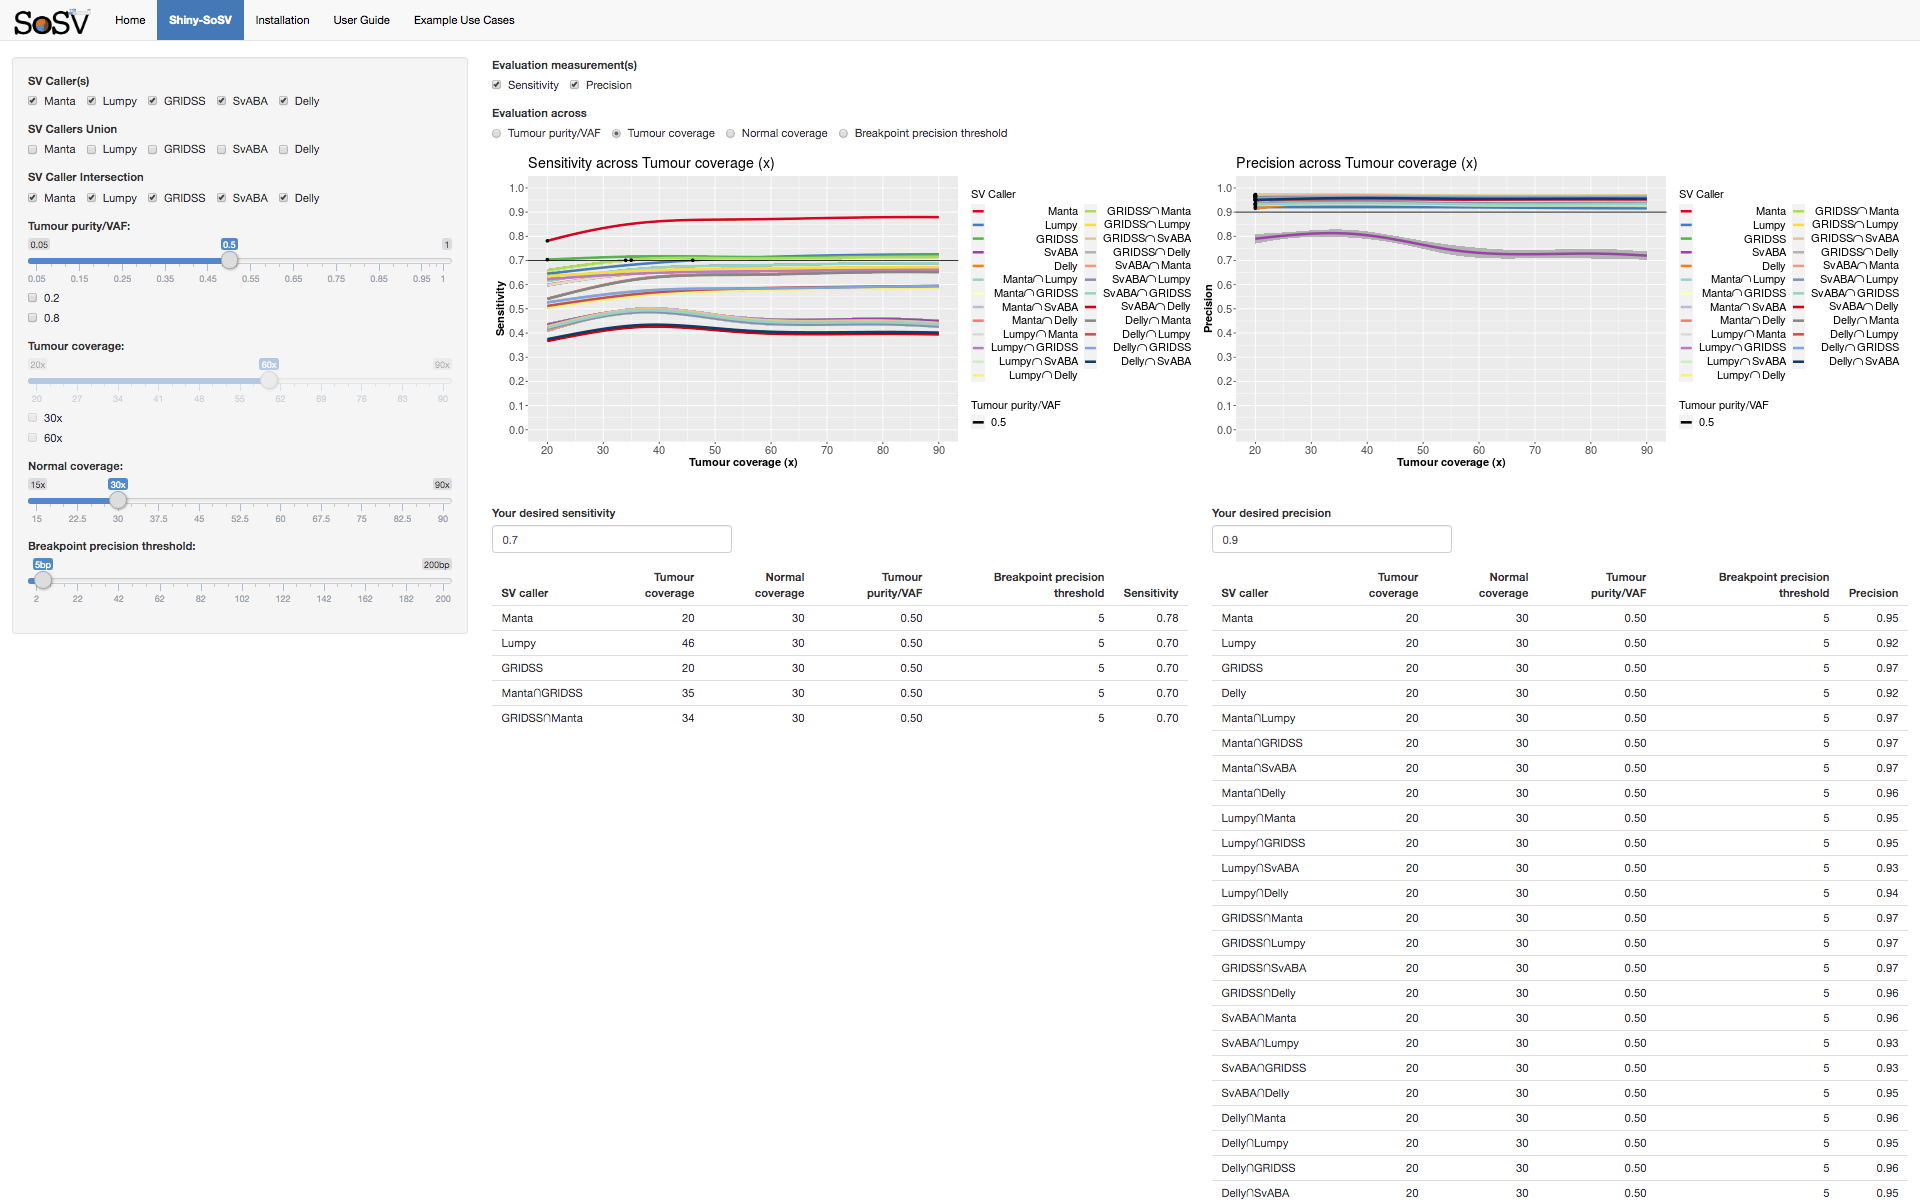 SoSV Home Shiny-SoSV Installation User Guide Example Use Cases
SV Caller(s)
Manta Lumpy GRIDSS SvABA Delly
SV Callers Union
Manta Lumpy GRIDSS SvABA Delly
SV Caller Intersection
Manta Lumpy GRIDSS SvABA Delly
Tumour purity/VAF:
0.05 0.5 1
0.05 0.15 0.25 0.35 0.45 0.55 0.65 0.75 0.85 0.95 1
0.2
0.8
Tumour coverage:
20x 60x 90x
20 27 34 41 48 55 62 69 76 83 90
30x
60x
Normal coverage:
15x 30x 90x
15 22.5 30 37.5 45 52.5 60 67.5 75 82.5 90
Breakpoint precision threshold:
5bp 200bp
2 22 42 62 82 102 122 142 162 182 200
Evaluation measurement(s)
Sensitivity Precision
Evaluation across
Tumour purity/VAF Tumour coverage Normal coverage Breakpoint precision threshold
Sensitivity across Tumour coverage (x)
Sensitivity
1.0
0.9
0.8
0.7
0.6
0.5
0.4
0.3
0.2
0.1
0.0
20 30 40 50 60 70 80 90
Tumour coverage (x)
SV Caller
Manta GRIDSS∩Manta
Lumpy GRIDSS∩Lumpy
GRIDSS GRIDSS∩SvABA
SvABA GRIDSS∩Delly
Delly SvABA∩Manta
Manta∩Lumpy SvABA∩Lumpy
Manta∩GRIDSS SvABA∩GRIDSS
Manta∩SvABA SvABA∩Delly
Manta∩Delly Delly∩Manta
Lumpy∩Manta Delly∩Lumpy
Lumpy∩GRIDSS Delly∩GRIDSS
Lumpy∩SvABA Delly∩SvABA
Lumpy∩Delly
Tumour purity/VAF
0.5
Precision across Tumour coverage (x)
Precision
1.0
0.9
0.8
0.7
0.6
0.5
0.4
0.3
0.2
0.1
0.0
20 30 40 50 60 70 80 90
Tumour coverage (x)
SV Caller
Manta GRIDSS∩Manta
Lumpy GRIDSS∩Lumpy
GRIDSS GRIDSS∩SvABA
SvABA GRIDSS∩Delly
Delly SvABA∩Manta
Manta∩Lumpy SvABA∩Lumpy
Manta∩GRIDSS SvABA∩GRIDSS
Manta∩SvABA SvABA∩Delly
Manta∩Delly Delly∩Manta
Lumpy∩Manta Delly∩Lumpy
Lumpy∩GRIDSS Delly∩GRIDSS
Lumpy∩SvABA Delly∩SvABA
Lumpy∩Delly
Tumour purity/VAF
0.5
Your desired sensitivity
0.7
Tumour Normal Tumour Breakpoint precision
SV caller coverage coverage purity/VAF threshold Sensitivity
Manta 20 30 0.50 5 0.78
Lumpy 46 30 0.50 5 0.70
GRIDSS 20 30 0.50 5 0.70
Manta∩GRIDSS 35 30 0.50 5 0.70
GRIDSS∩Manta 34 30 0.50 5 0.70
Your desired precision
0.9
Tumour Normal Tumour Breakpoint precision
SV caller coverage coverage purity/VAF threshold Precision
Manta 20 30 0.50 5 0.95
Lumpy 20 30 0.50 5 0.92
GRIDSS 20 30 0.50 5 0.97
Delly 20 30 0.50 5 0.92
Manta∩Lumpy 20 30 0.50 5 0.97
Manta∩GRIDSS 20 30 0.50 5 0.97
Manta∩SvABA 20 30 0.50 5 0.97
Manta∩Delly 20 30 0.50 5 0.96
Lumpy∩Manta 20 30 0.50 5 0.95
Lumpy∩GRIDSS 20 30 0.50 5 0.95
Lumpy∩SvABA 20 30 0.50 5 0.93
Lumpy∩Delly 20 30 0.50 5 0.94
GRIDSS∩Manta 20 30 0.50 5 0.97
GRIDSS∩Lumpy 20 30 0.50 5 0.97
GRIDSS∩SvABA 20 30 0.50 5 0.97
GRIDSS∩Delly 20 30 0.50 5 0.96
SvABA∩Manta 20 30 0.50 5 0.96
SvABA∩Lumpy 20 30 0.50 5 0.93
SvABA∩GRIDSS 20 30 0.50 5 0.93
SvABA∩Delly 20 30 0.50 5 0.95
Delly∩Manta 20 30 0.50 5 0.96
Delly∩Lumpy 20 30 0.50 5 0.95
Delly∩GRIDSS 20 30 0.50 5 0.96
Delly∩SvABA 20 30 0.50 5 0.95